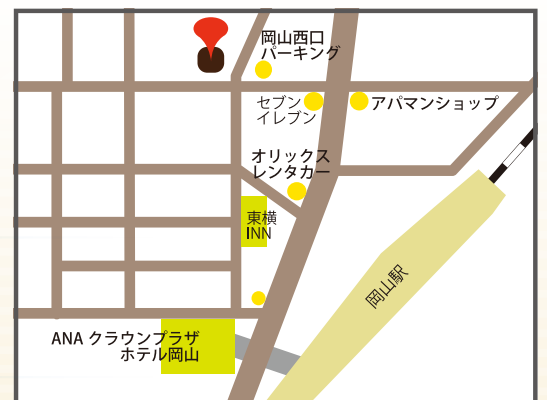 岡山西口
パーキング
セブン
イレブン
アパマンショップ
オリックス
レンタカー
東横
INN
岡山駅
ANA クラウンプラザ
ホテル岡山